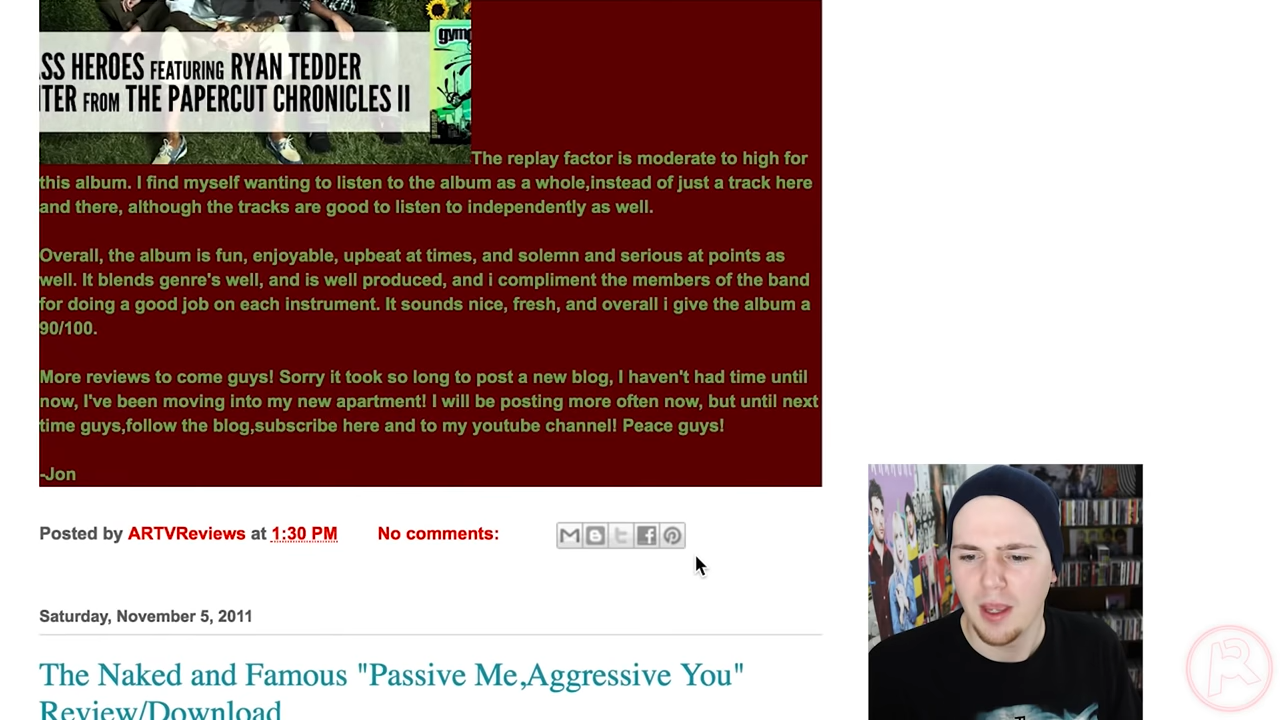 ASS HEROES FEATURING RYAN TEDDER
TER FROM THE PAPERCUT CHRONICLES II
gym
The replay factor is moderate to high for
this album. I find myself wanting to listen to the album as a whole,instead of just a track here
and there, although the tracks are good to listen to independently as well.
Overall, the album is fun, enjoyable, upbeat at times, and solemn and serious at points as
well. It blends genre's well, and is well produced, and i compliment the members of the band
for doing a good job on each instrument. It sounds nice, fresh, and overall i give the album a
90/100.
More reviews to come guys! Sorry it took so long to post a new blog, I haven't had time until
now, I've been moving into my new apartment! I will be posting more often now, but until next
time guys,follow the blog,subscribe here and to my youtube channel! Peace guys!
-Jon
Posted by ARTVReviews at 1:30 PM No comments:
Saturday, November 5, 2011
The Naked and Famous "Passive Me,Aggressive You"
Review/Download